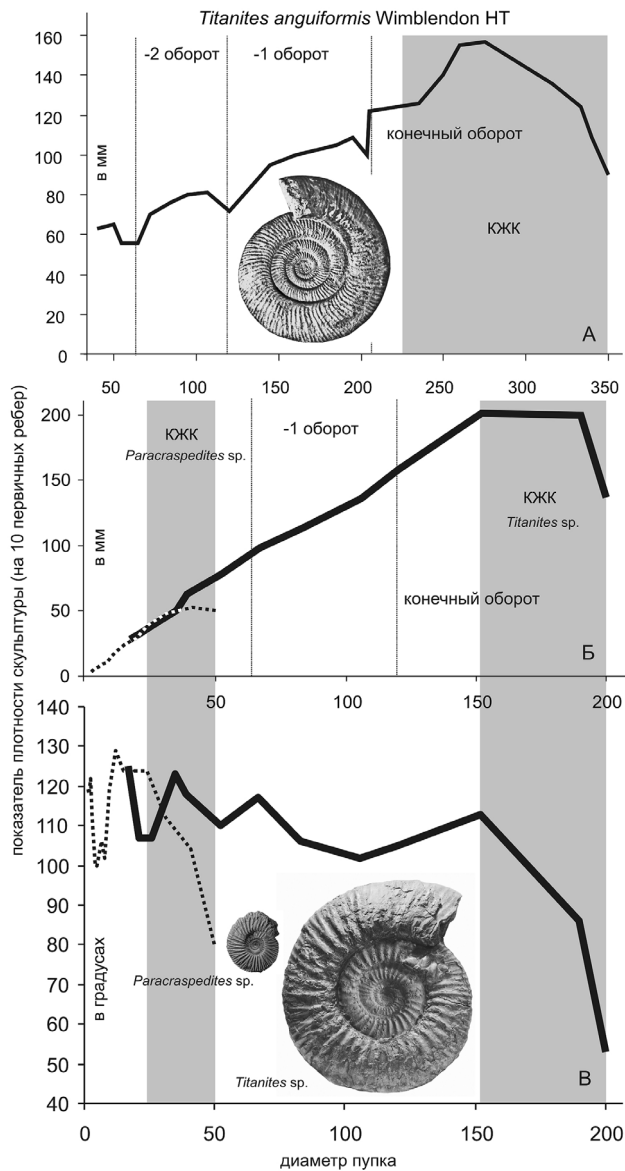 Titanites anguiformis Wimblendon HT
160
140
120
100
80
60
40
20
0
в мм
-2 оборот
-1 оборот
конечный оборот
КЖК
А
50
100
150
200
250
300
350
показатель плотности скульптуры (на 10 первичных ребер)
200
150
100
50
0
в мм
КЖК
Paracraspedites sp.
-1 оборот
КЖК
Titanites sp.
конечный оборот
Б
50
100
150
200
140
130
120
110
100
90
80
70
60
50
40
в градусах
Paracraspedites sp.
Titanites sp.
В
0
50
100
150
200
диаметр пупка